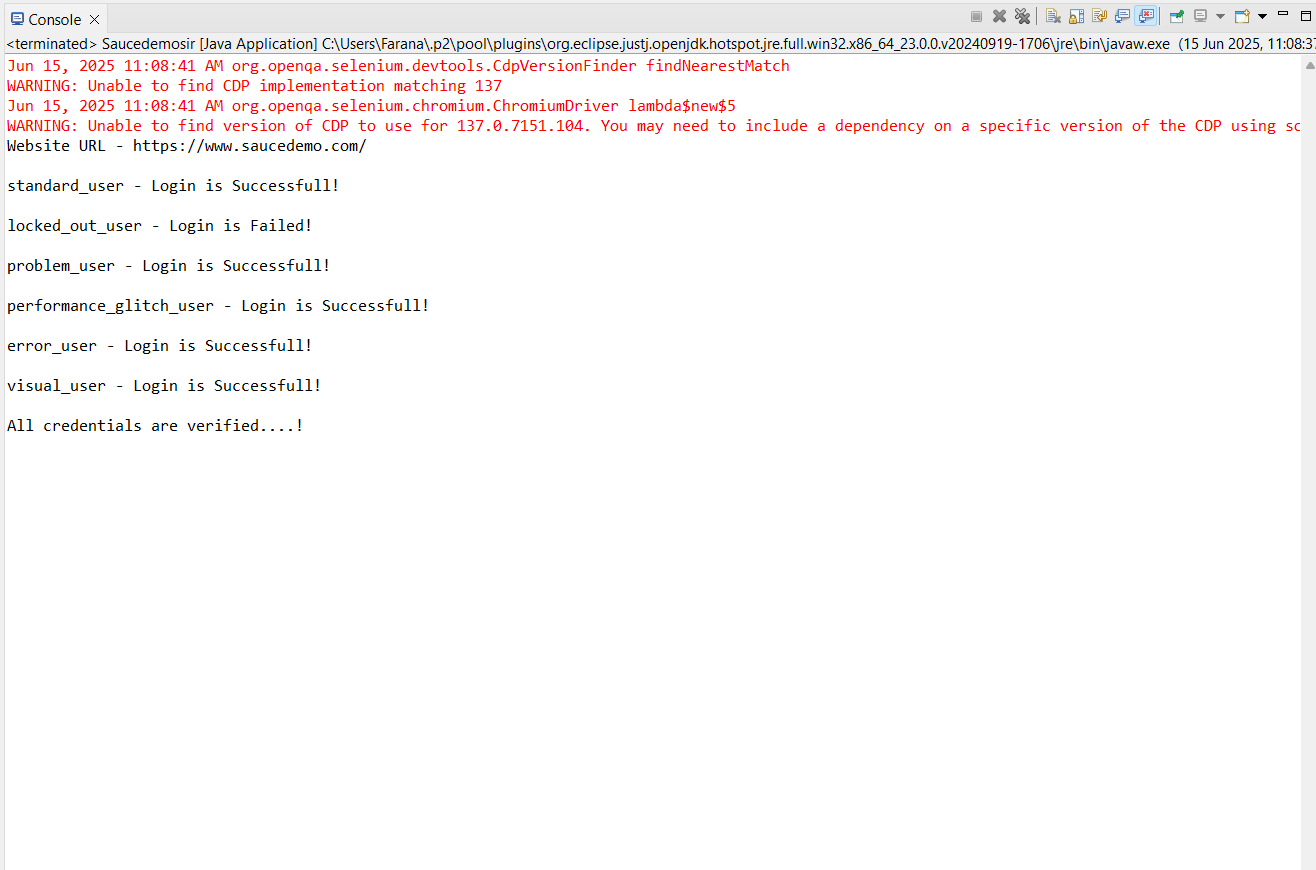 Console
<terminated> Saucedemosir [Java Application] C:\Users\Farana\.p2\pool\plugins\org.eclipse.justj.openjdk.hotspot.jre.full.win32.x86_64_23.0.0.v20240919-1706\jre\bin\javaw.exe (15 Jun 2025, 11:08:37
Jun 15, 2025 11:08:41 AM org.openqa.selenium.devtools.CdpVersionFinder findNearestMatch
WARNING: Unable to find CDP implementation matching 137
Jun 15, 2025 11:08:41 AM org.openqa.selenium.chromium.ChromiumDriver lambda$new$5
WARNING: Unable to find version of CDP to use for 137.0.7151.104. You may need to include a dependency on a specific version of the CDP using sc
Website URL - https://www.saucedemo.com/
standard_user - Login is Successfull!
locked_out_user - Login is Failed!
problem_user - Login is Successfull!
performance_glitch_user - Login is Successfull!
error_user - Login is Successfull!
visual_user - Login is Successfull!
All credentials are verified....!